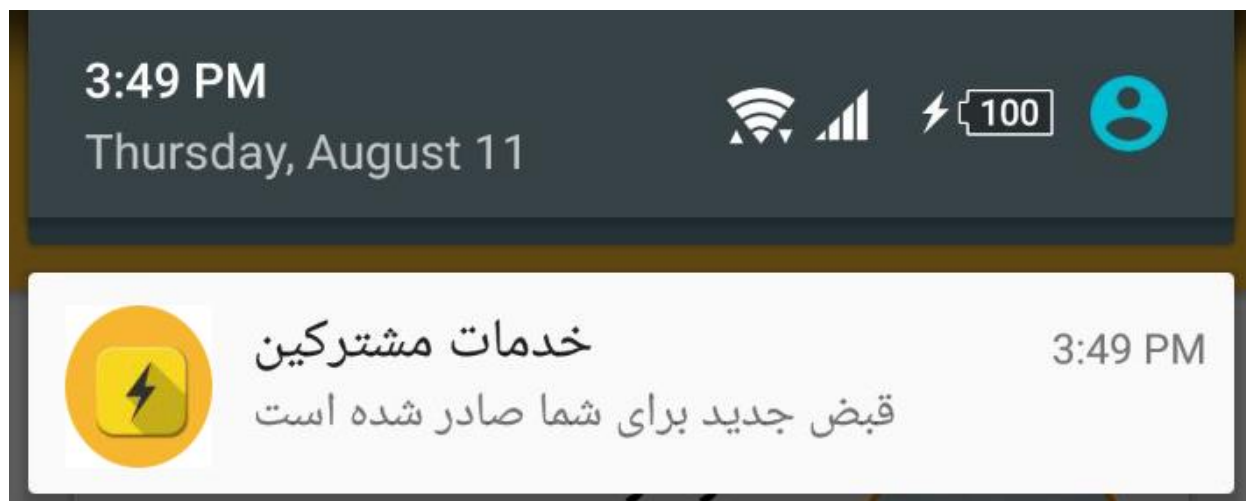 3:49 PM
Thursday, August 11
100
خدمات مشترکین
3:49 PM
قبض جدید برای شما صادر شده است